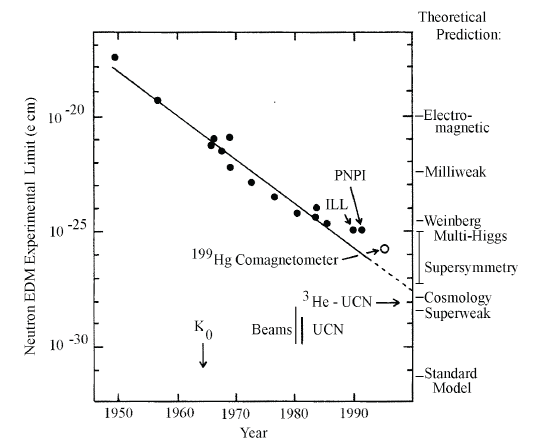 Theoretical
Prediction:
Neutron EDM Experimental Limit (e cm)
10 -20
10 -25
10 -30
Electro-
magnetic
Milliweak
PNPI
ILL
Weinberg
Multi-Higgs
199Hg Comagnetometer
Supersymmetry
3He - UCN
Cosmology
Superweak
K0
Beams
UCN
Standard
Model
1950
1960
1970
1980
1990
Year